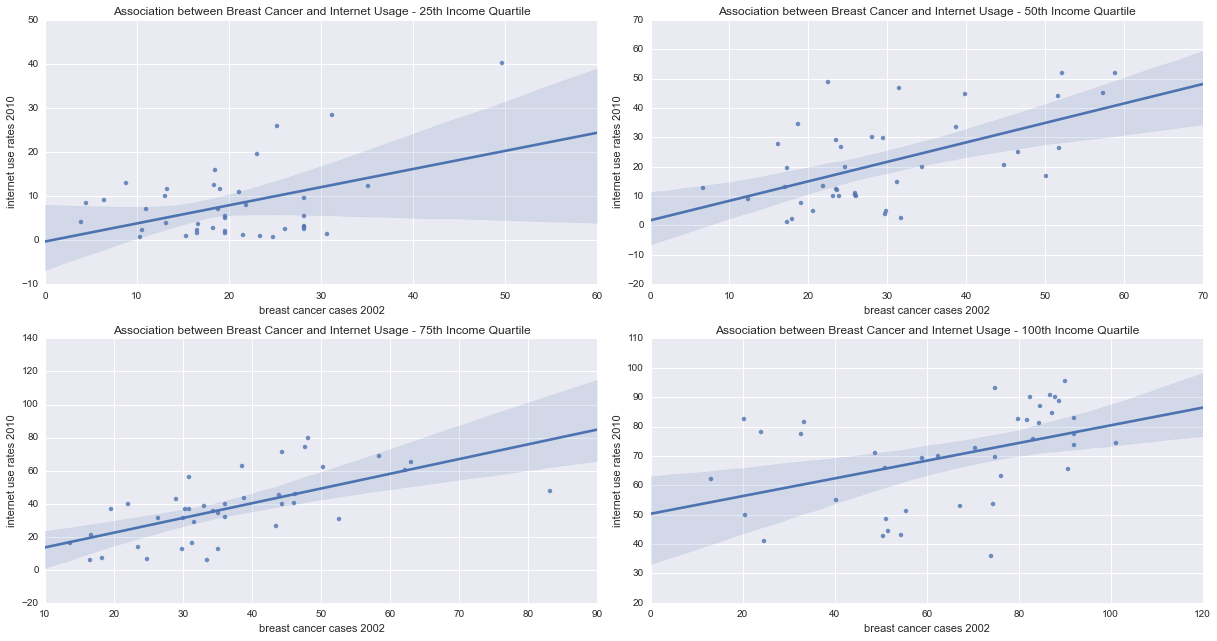 Association between Breast Cancer and Internet Usage - 25th Income Quartile
50
40
30
20
10
0
−10
internet use rates 2010
0 10 20 30 40 50 60
breast cancer cases 2002
Association between Breast Cancer and Internet Usage - 50th Income Quartile
70
60
50
40
30
20
10
0
−10
−20
internet use rates 2010
0 10 20 30 40 50 60 70
breast cancer cases 2002
Association between Breast Cancer and Internet Usage - 75th Income Quartile
140
120
100
80
60
40
20
0
−20
internet use rates 2010
10 20 30 40 50 60 70 80 90
breast cancer cases 2002
Association between Breast Cancer and Internet Usage - 100th Income Quartile
110
100
90
80
70
60
50
40
30
20
internet use rates 2010
0 20 40 60 80 100 120
breast cancer cases 2002